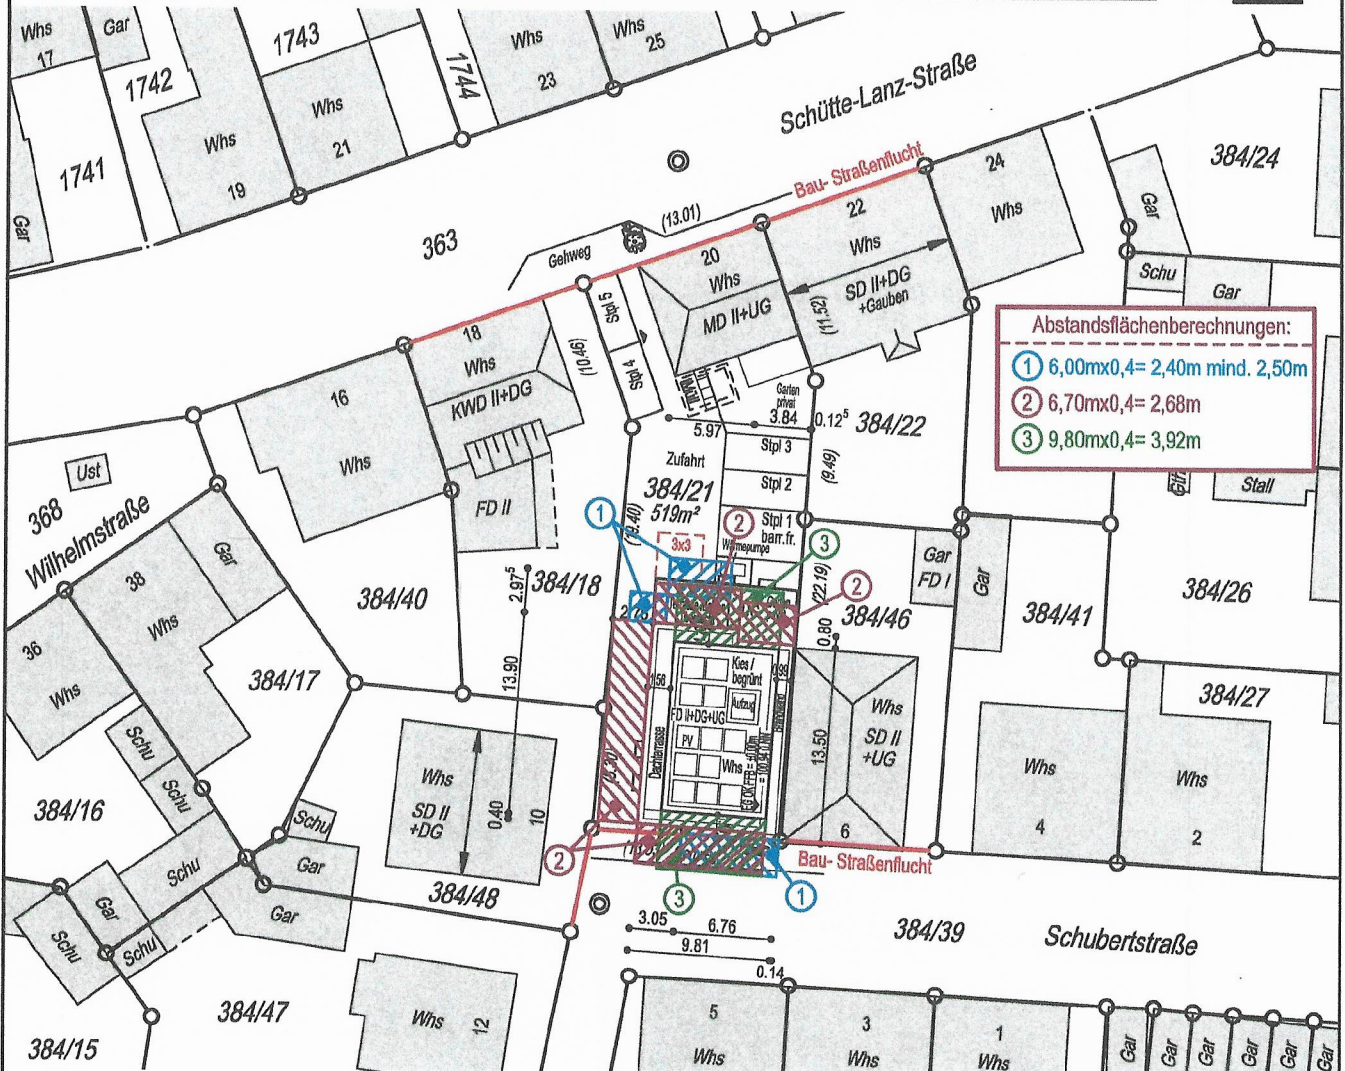 Whs
17
Gar
1743
1742
1744
Whs
23
Whs
25
Whs
21
Whs
19
1741
Gar
Schütte-Lanz-Straße
363
Gehweg
(13.01)
Bau- Straßenflucht
24
Whs
384/24
Gar
Schu
Gar
20
Whs
MD II+UG
22
Whs
SD II+DG
+Gauben
(11.52)
Stpl 5
Stpl 4
(10.46)
18
Whs
KWD II+DG
16
Whs
FD II
Abstandsflächenberechnungen:
1 6,00mx0,4= 2,40m mind. 2,50m
2 6,70mx0,4= 2,68m
3 9,80mx0,4= 3,92m
Garten
privat
3.84
0.12⁵
5.97
384/22
Stpl 3
Stpl 2
Stpl 1
barr.fr.
Wärmepumpe
(9.49)
Zufahrt
384/21
519m²
3x3
1
2
3
2
Stall
Ust
368
Wilhelmstraße
Gar
38
Whs
36
Whs
384/40
384/18
2.97⁵
13.90
(22.19)
0.80
384/46
Gar
FD I
Gar
384/41
384/26
384/27
384/17
Schu
Schu
384/16
Schu
Schu
Gar
Gar
Gar
Schu
Schu
Whs
SD II
+DG
0.40
10
384/48
1.56
Kies /
begrünt
Aufzug
FD II+DG+UG
PV
Whs
Dachterrasse
0.99
13.50
Whs
SD II
+UG
6
Whs
4
Whs
2
2
3
1
Bau- Straßenflucht
3.05
6.76
9.81
0.14
384/39
Schubertstraße
384/47
384/15
Whs
12
5
Whs
3
Whs
1
Whs
Gar
Gar
Gar
Gar
Gar
Gar